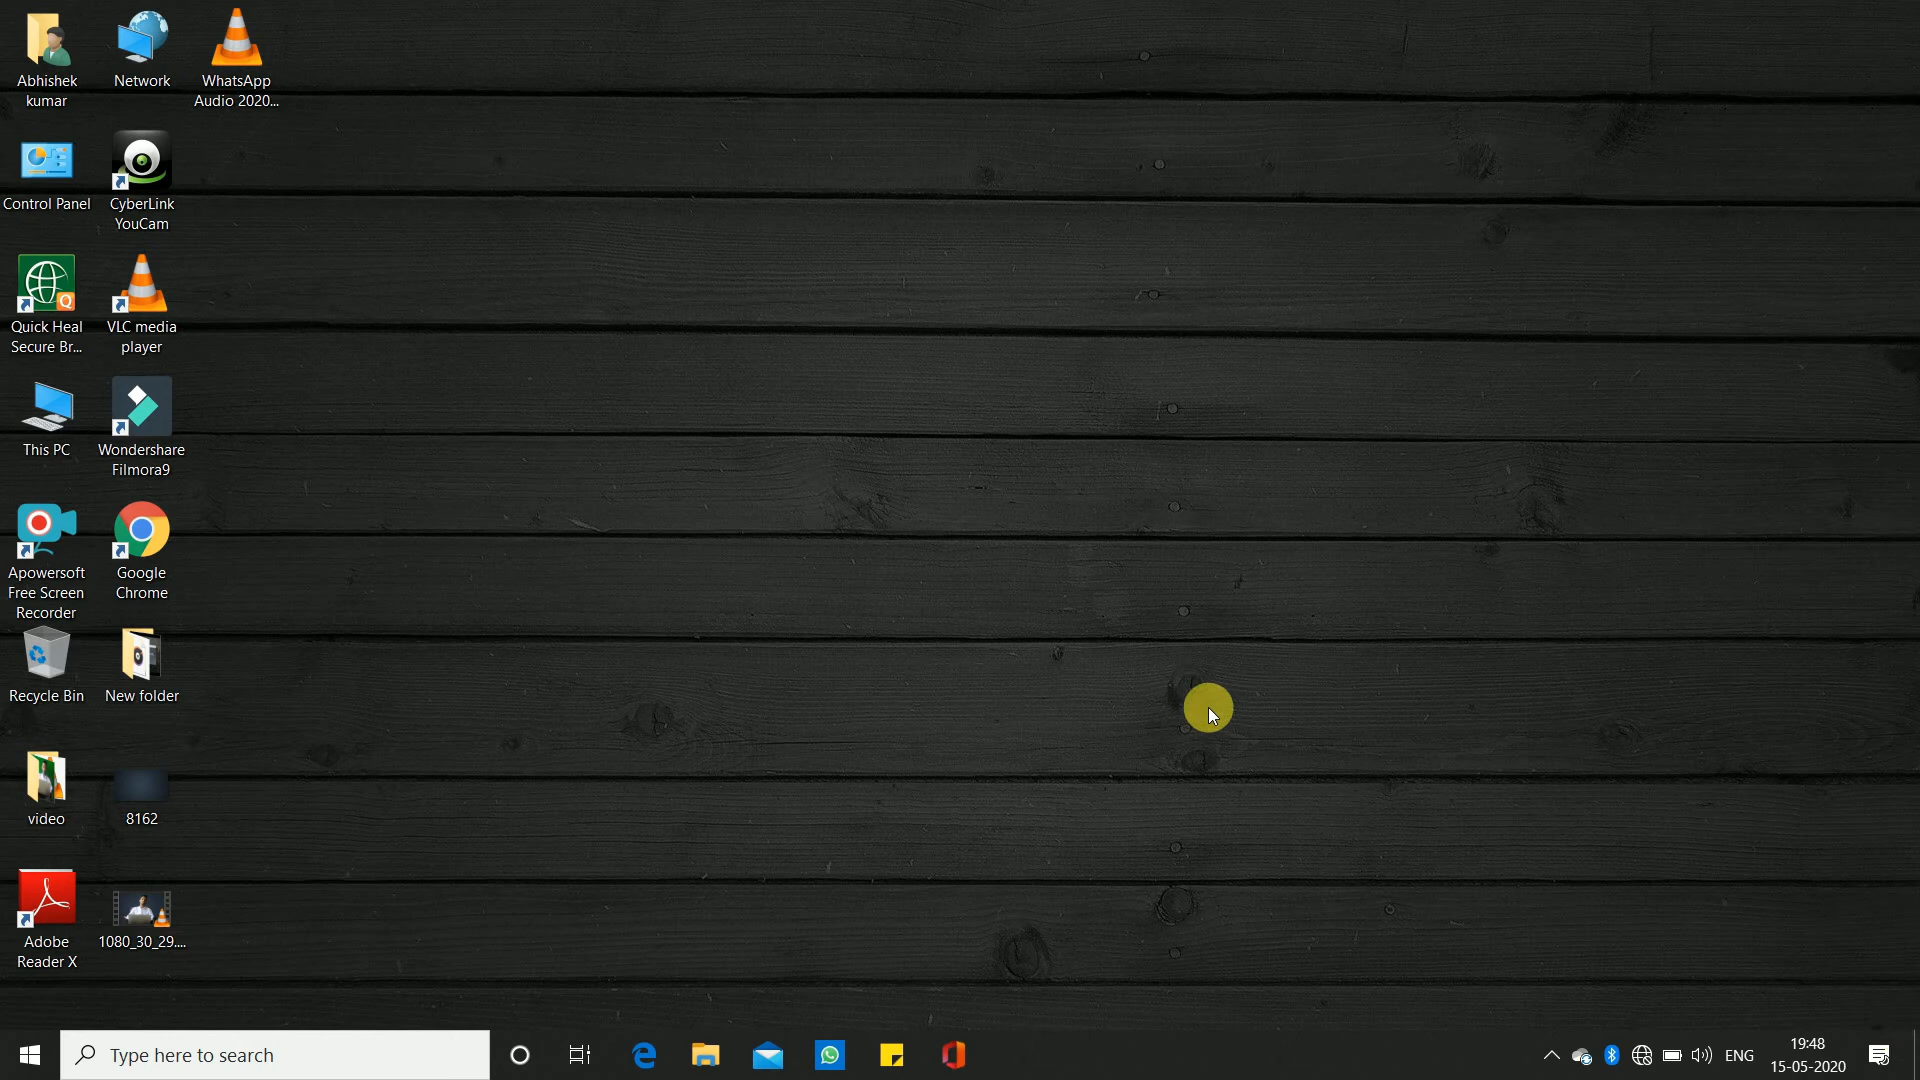 Abhishek
kumar
Network
WhatsApp
Audio 2020...
Control Panel
CyberLink
YouCam
Quick Heal
Secure Br...
VLC media
player
This PC
Wondershare
Filmora9
Apowersoft
Free Screen
Recorder
Google
Chrome
Recycle Bin
New folder
video
8162
Adobe
Reader X
1080_30_29....
Type here to search
ENG
19:48
15-05-2020